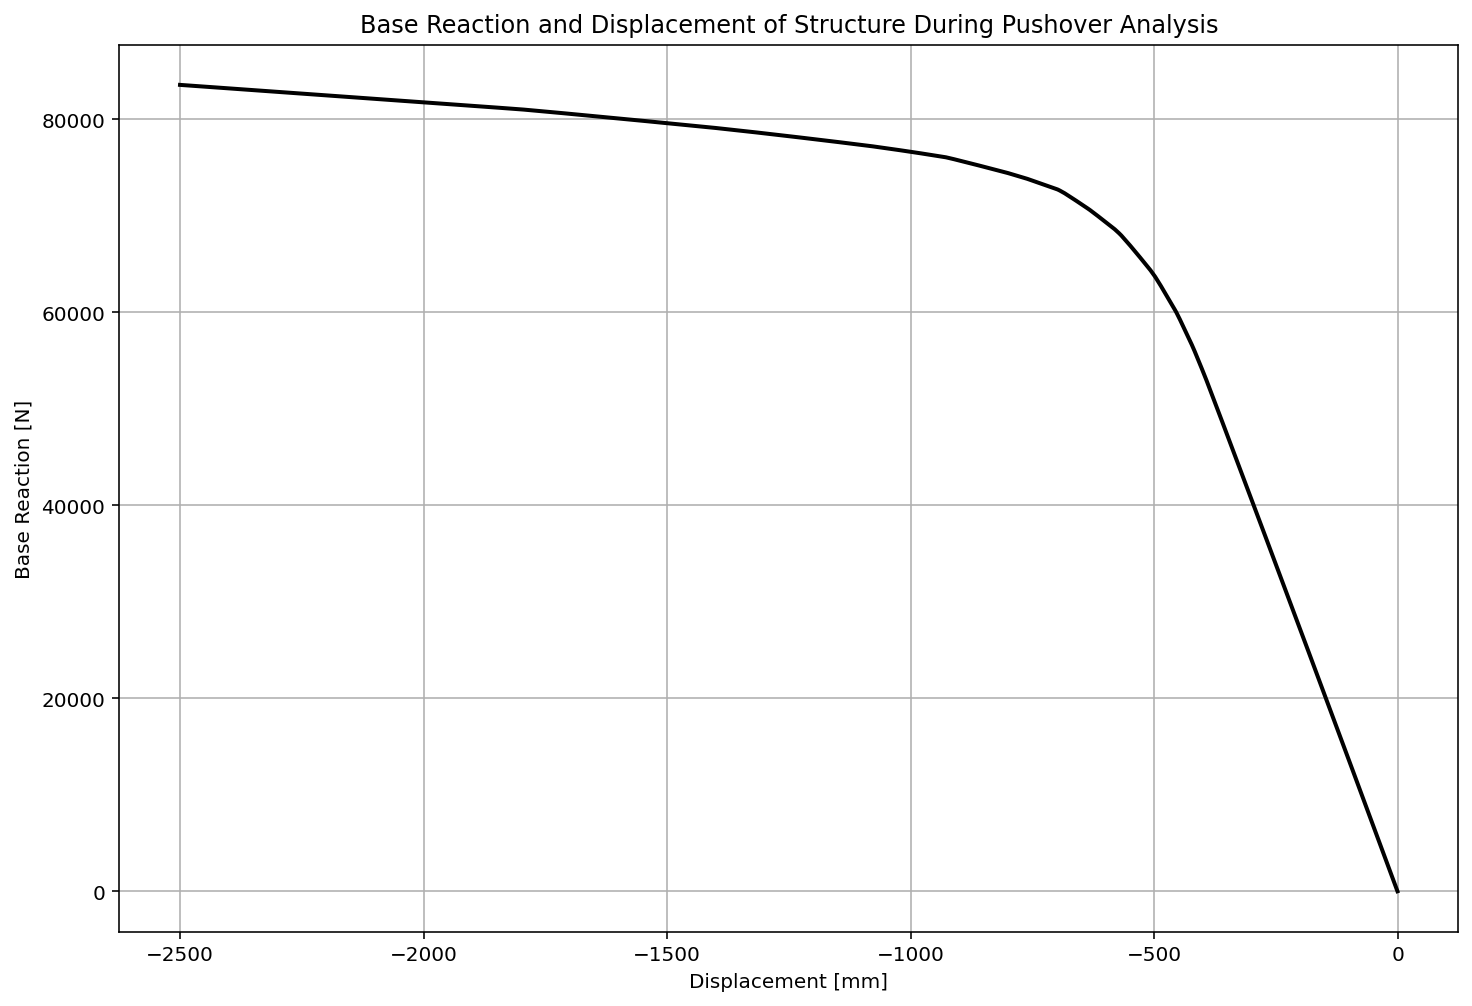 Base Reaction and Displacement of Structure During Pushover Analysis
80000
60000
40000
20000
0
Base Reaction [N]
−2500 −2000 −1500 −1000 −500 0
Displacement [mm]